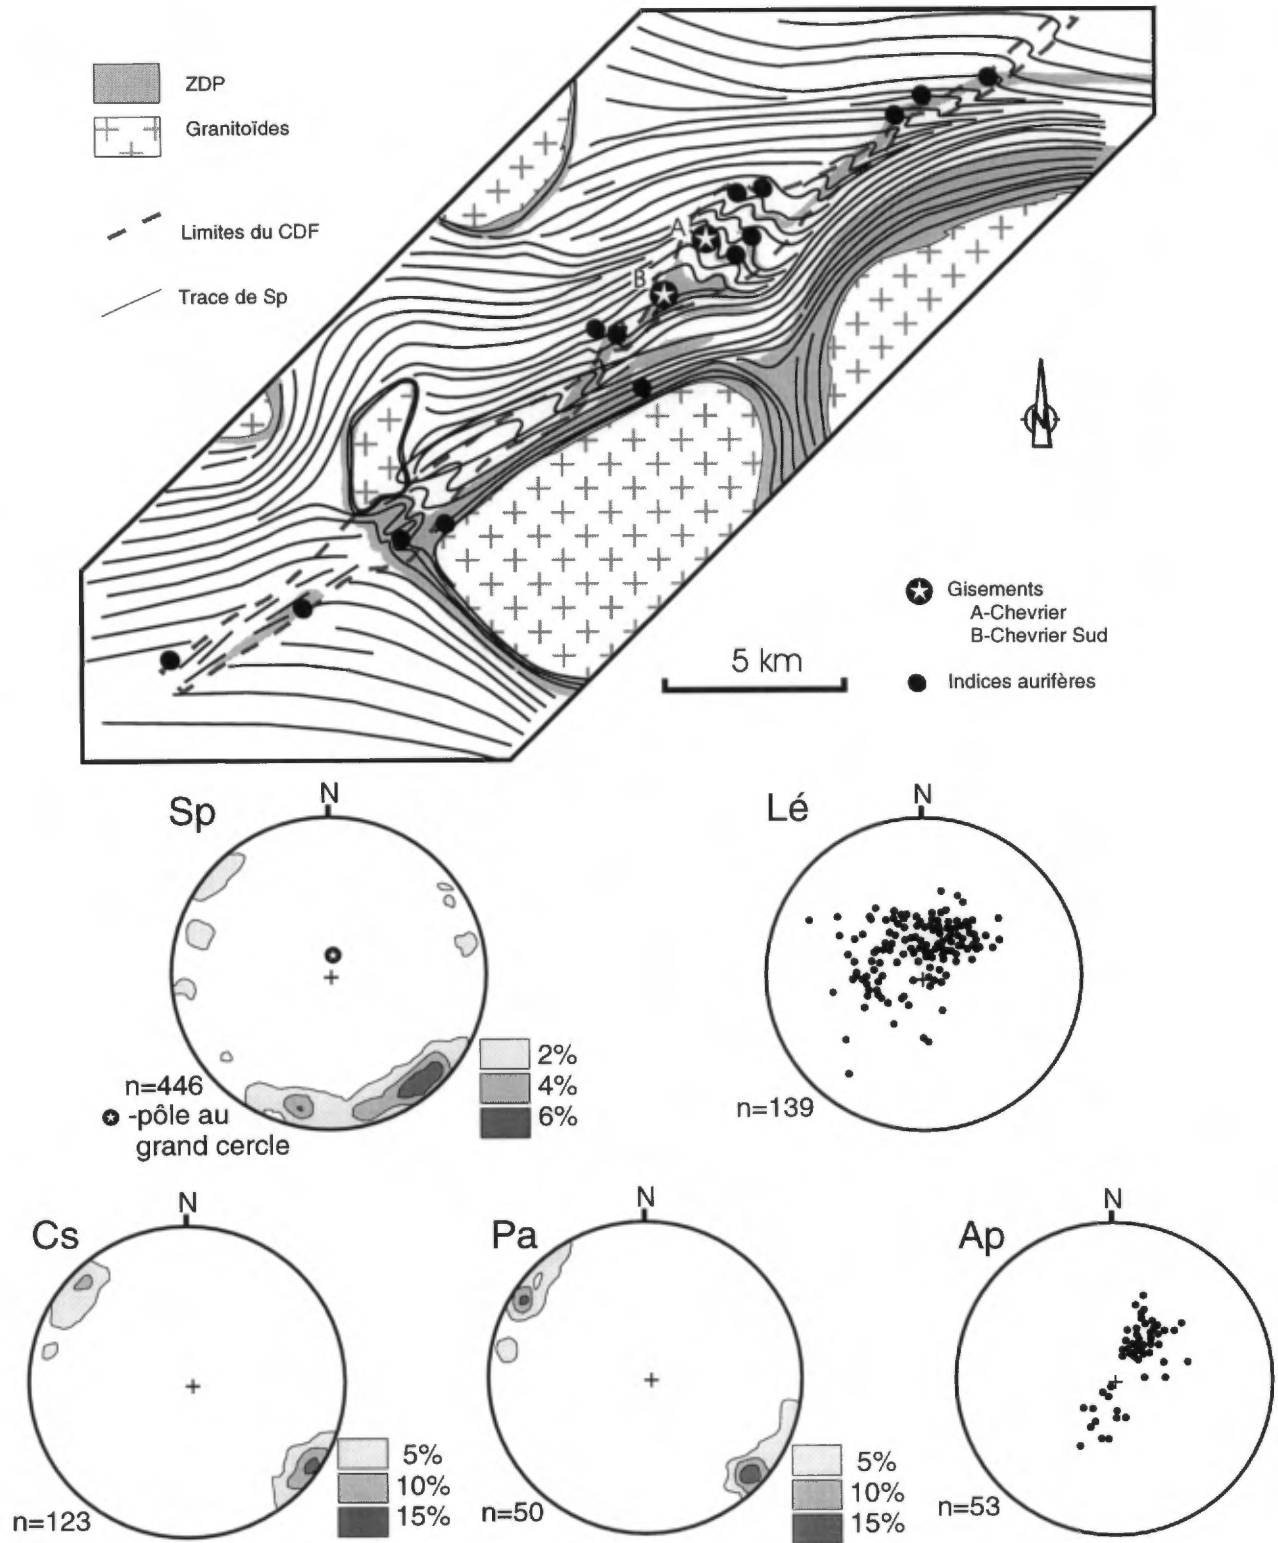 ZDP
Granitoïdes
Limites du CDF
Trace de Sp
A
B
N
Gisements
A-Chevrier
B-Chevrier Sud
5 km
Indices aurifères
N
Sp
2%
4%
6%
n=446
-pôle au
grand cercle
N
Lé
n=139
N
Cs
5%
10%
15%
n=123
N
Pa
5%
10%
15%
n=50
N
Ap
n=53